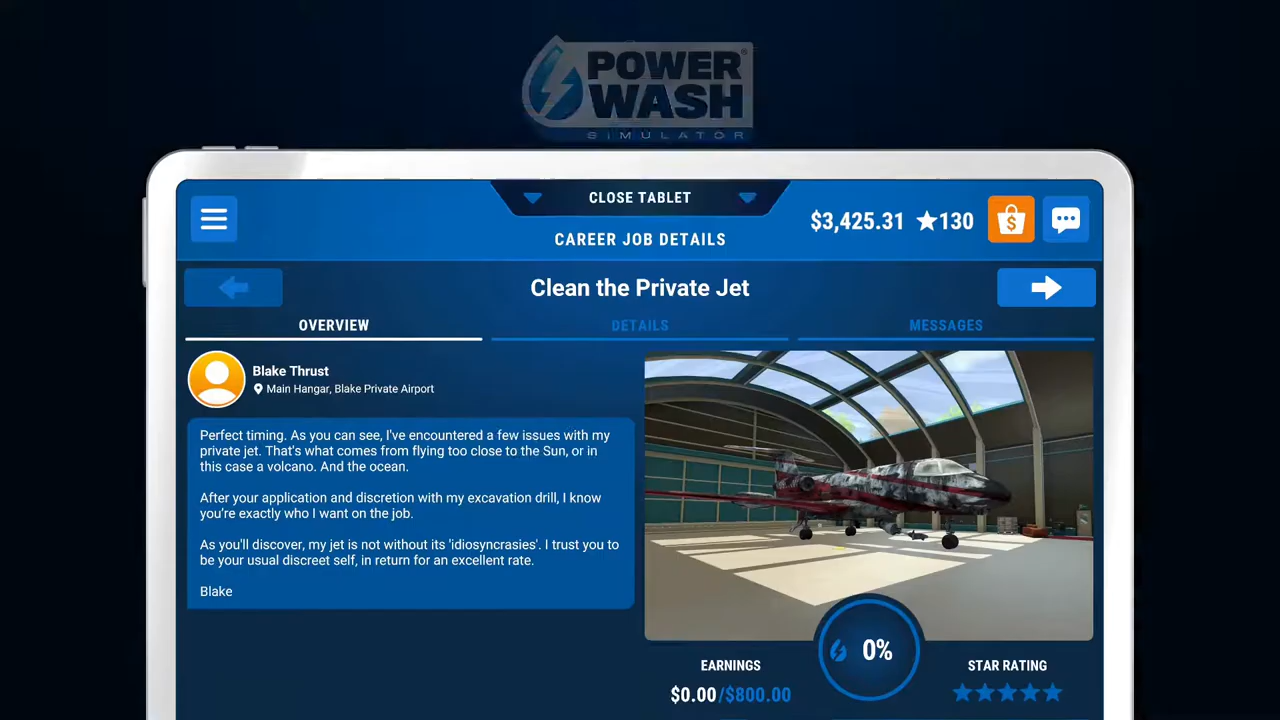 POWER
WASH
SIMULATOR
CLOSE TABLET
$3,425.31 ★130
CAREER JOB DETAILS
Clean the Private Jet
OVERVIEW
DETAILS
MESSAGES
Blake Thrust
Main Hangar, Blake Private Airport
Perfect timing. As you can see, I've encountered a few issues with my
private jet. That's what comes from flying too close to the Sun, or in
this case a volcano. And the ocean.
After your application and discretion with my excavation drill, I know
you're exactly who I want on the job.
As you'll discover, my jet is not without its 'idiosyncrasies'. I trust you to
be your usual discreet self, in return for an excellent rate.
Blake
0%
EARNINGS
$0.00/$800.00
STAR RATING